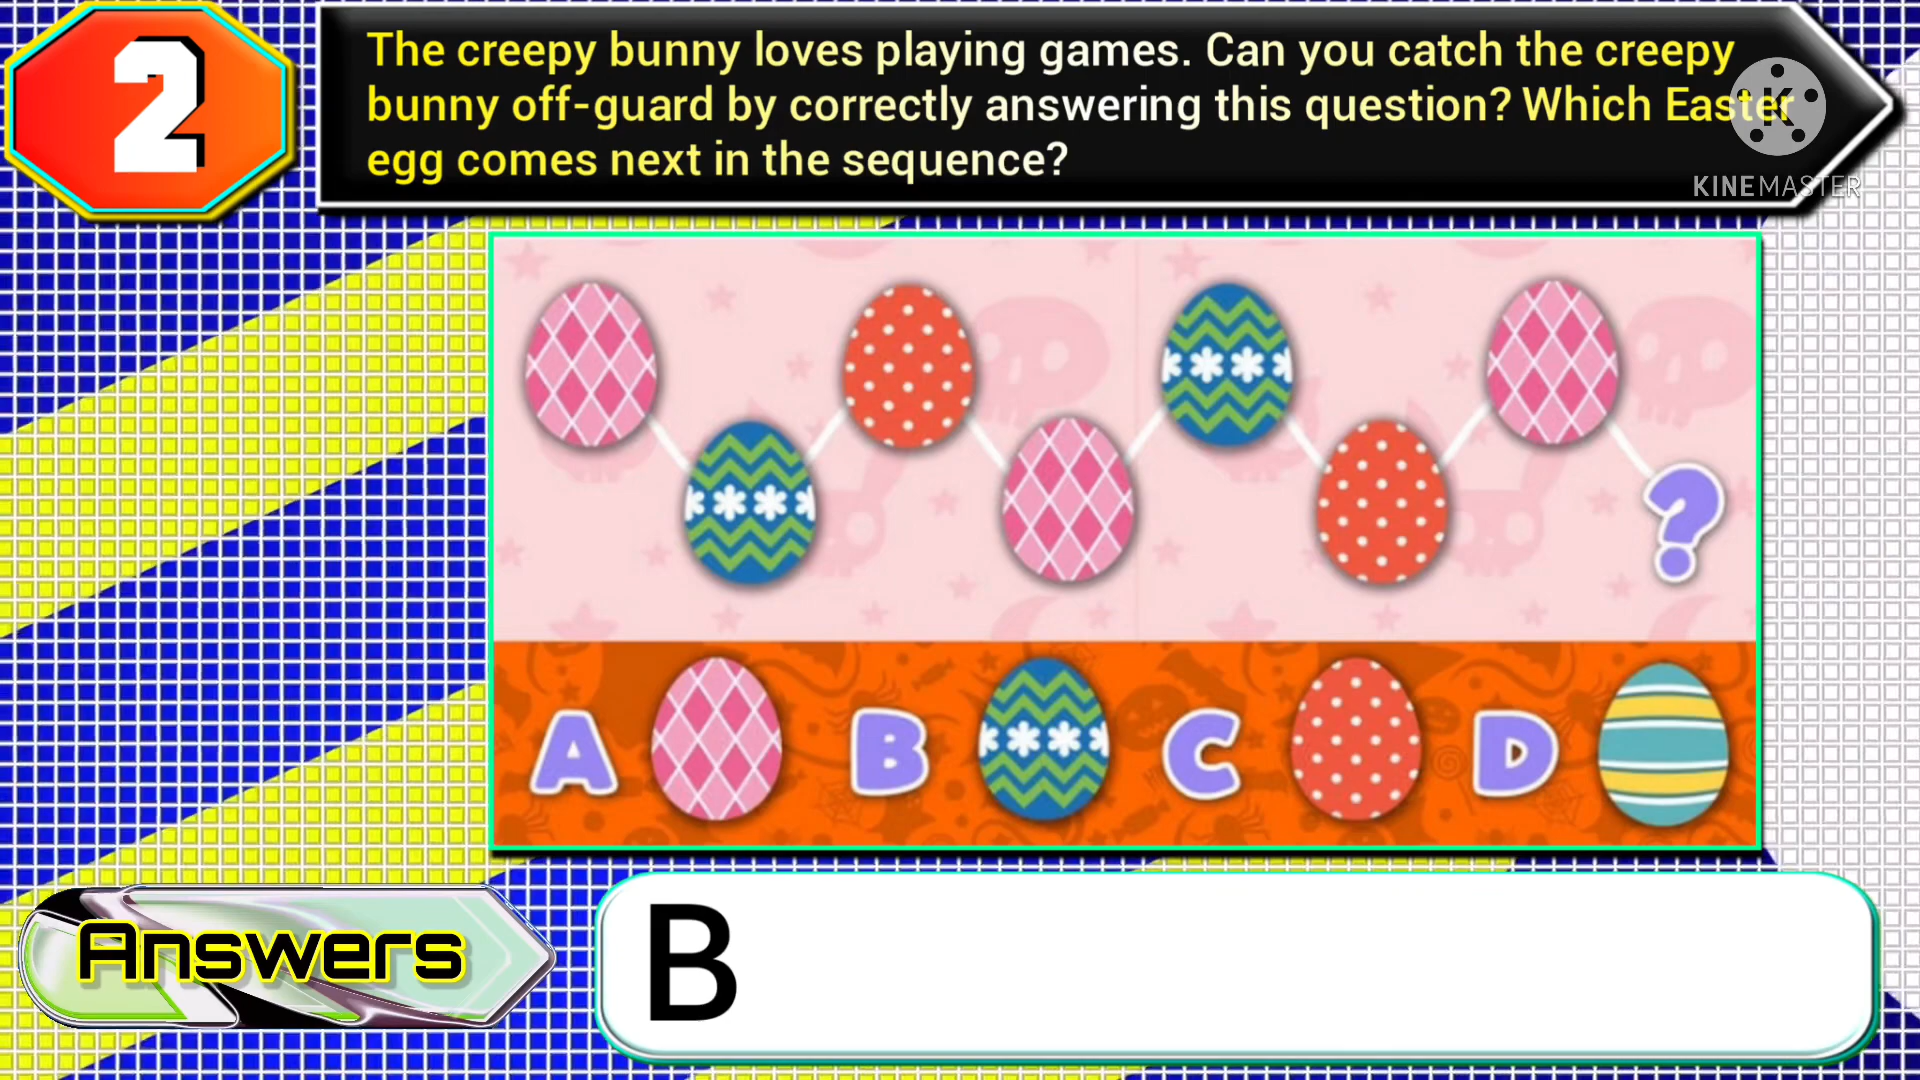 2
The creepy bunny loves playing games. Can you catch the creepy
bunny off-guard by correctly answering this question? Which Easter
egg comes next in the sequence?
K
KINEMASTER
?
A B C D
Answers
B